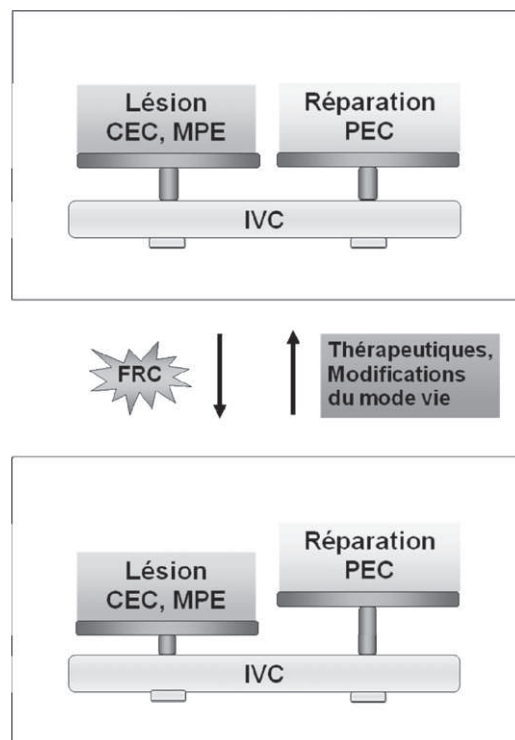 Lésion
CEC, MPE
Réparation
PEC
IVC
FRC
Thérapeutiques,
Modifications
du mode vie
Lésion
CEC, MPE
Réparation
PEC
IVC